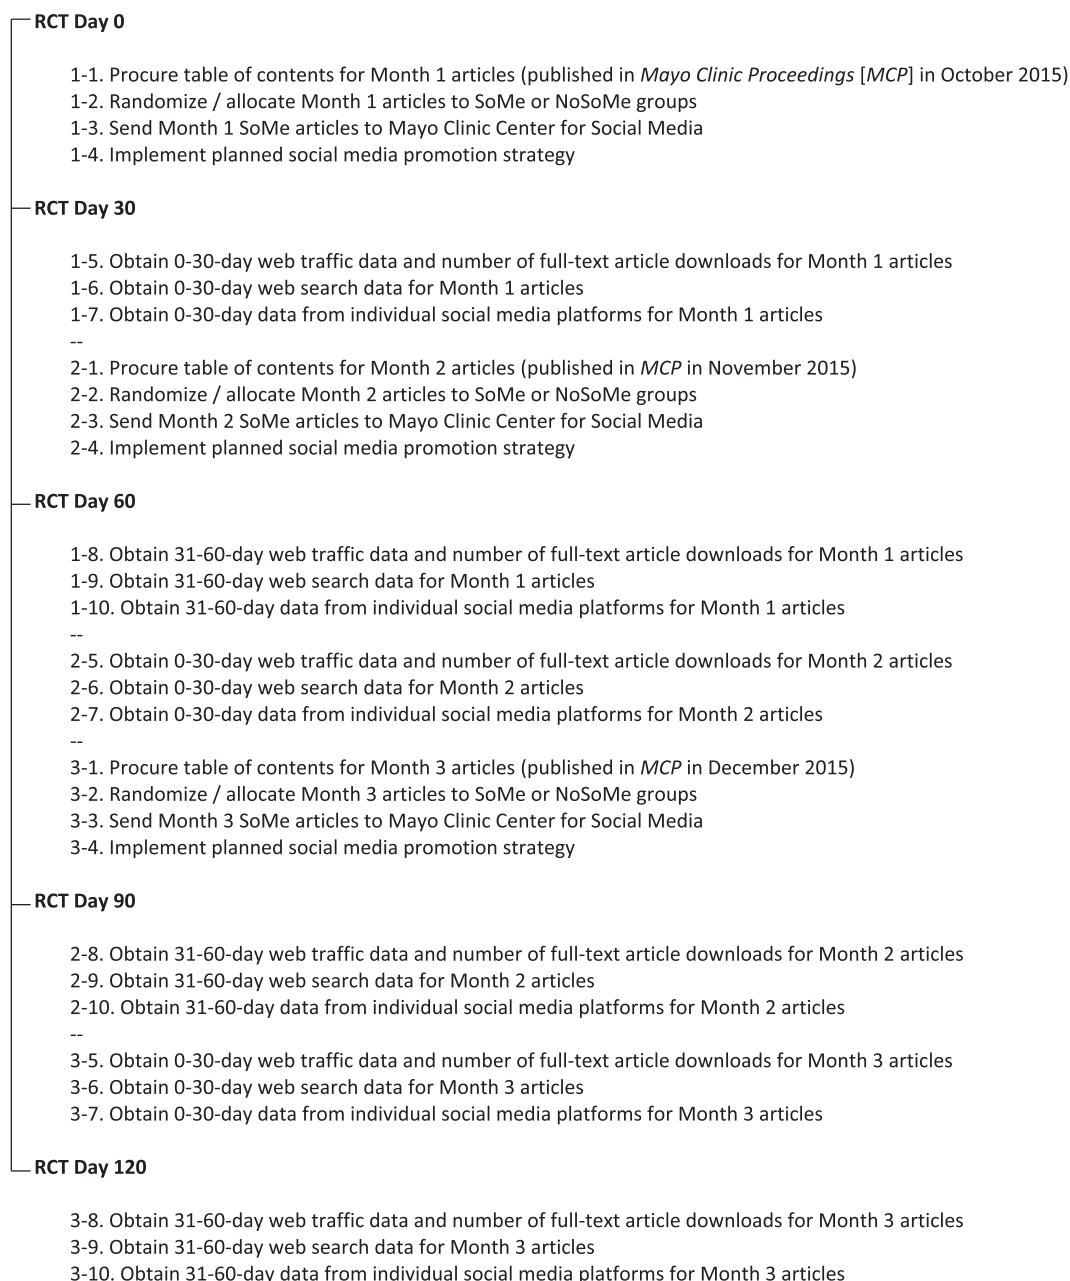 RCT Day 0
1-1. Procure table of contents for Month 1 articles (published in Mayo Clinic Proceedings [MCP] in October 2015)
1-2. Randomize / allocate Month 1 articles to SoMe or NoSoMe groups
1-3. Send Month 1 SoMe articles to Mayo Clinic Center for Social Media
1-4. Implement planned social media promotion strategy
RCT Day 30
1-5. Obtain 0-30-day web traffic data and number of full-text article downloads for Month 1 articles
1-6. Obtain 0-30-day web search data for Month 1 articles
1-7. Obtain 0-30-day data from individual social media platforms for Month 1 articles
--
2-1. Procure table of contents for Month 2 articles (published in MCP in November 2015)
2-2. Randomize / allocate Month 2 articles to SoMe or NoSoMe groups
2-3. Send Month 2 SoMe articles to Mayo Clinic Center for Social Media
2-4. Implement planned social media promotion strategy
RCT Day 60
1-8. Obtain 31-60-day web traffic data and number of full-text article downloads for Month 1 articles
1-9. Obtain 31-60-day web search data for Month 1 articles
1-10. Obtain 31-60-day data from individual social media platforms for Month 1 articles
--
2-5. Obtain 0-30-day web traffic data and number of full-text article downloads for Month 2 articles
2-6. Obtain 0-30-day web search data for Month 2 articles
2-7. Obtain 0-30-day data from individual social media platforms for Month 2 articles
--
3-1. Procure table of contents for Month 3 articles (published in MCP in December 2015)
3-2. Randomize / allocate Month 3 articles to SoMe or NoSoMe groups
3-3. Send Month 3 SoMe articles to Mayo Clinic Center for Social Media
3-4. Implement planned social media promotion strategy
RCT Day 90
2-8. Obtain 31-60-day web traffic data and number of full-text article downloads for Month 2 articles
2-9. Obtain 31-60-day web search data for Month 2 articles
2-10. Obtain 31-60-day data from individual social media platforms for Month 2 articles
--
3-5. Obtain 0-30-day web traffic data and number of full-text article downloads for Month 3 articles
3-6. Obtain 0-30-day web search data for Month 3 articles
3-7. Obtain 0-30-day data from individual social media platforms for Month 3 articles
RCT Day 120
3-8. Obtain 31-60-day web traffic data and number of full-text article downloads for Month 3 articles
3-9. Obtain 31-60-day web search data for Month 3 articles
3-10. Obtain 31-60-day data from individual social media platforms for Month 3 articles